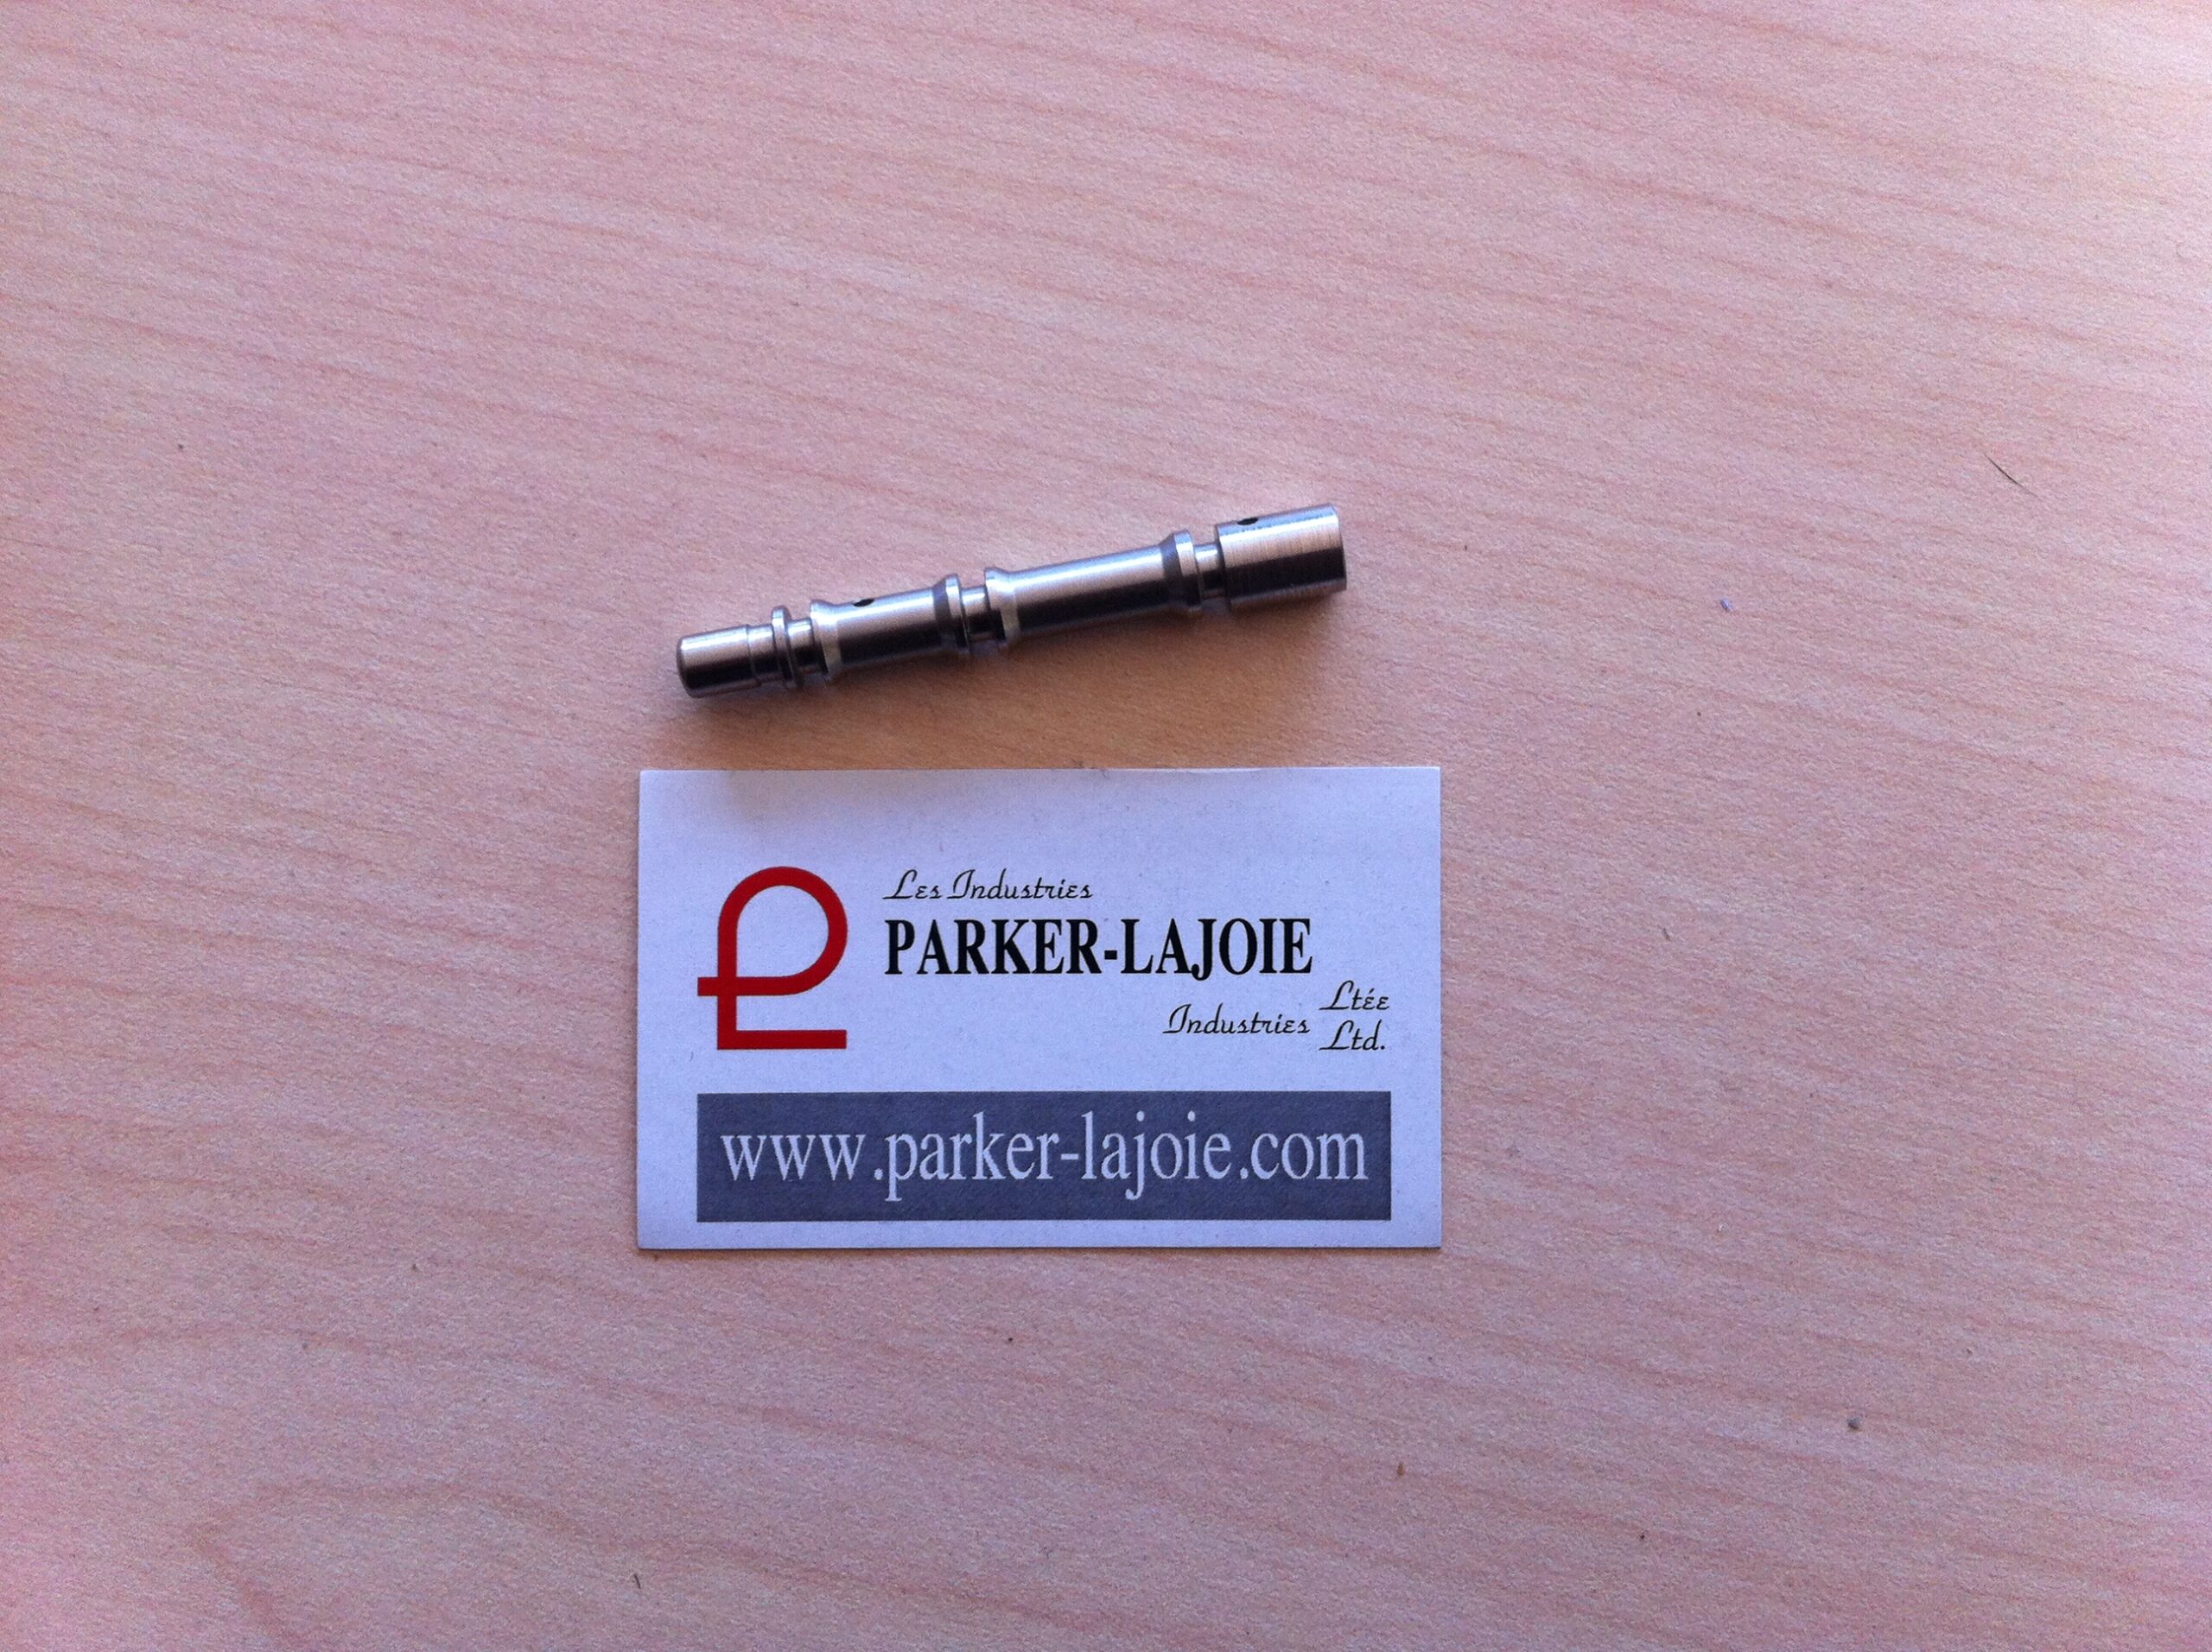 Les Industries
PARKER-LAJOIE
Industries Ltée
Ltd.
www.parker-lajoie.com